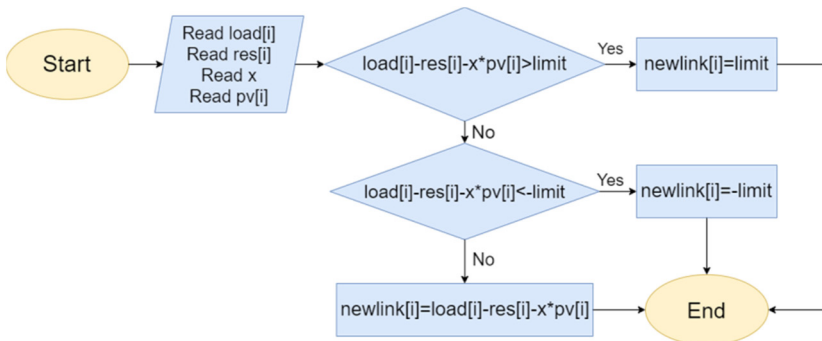 Start
Read load[i]
Read res[i]
Read x
Read pv[i]
load[i]-res[i]-x*pv[i]>limit
Yes
newlink[i]=limit
No
load[i]-res[i]-x*pv[i]<-limit
Yes
newlink[i]=-limit
No
newlink[i]=load[i]-res[i]-x*pv[i]
End